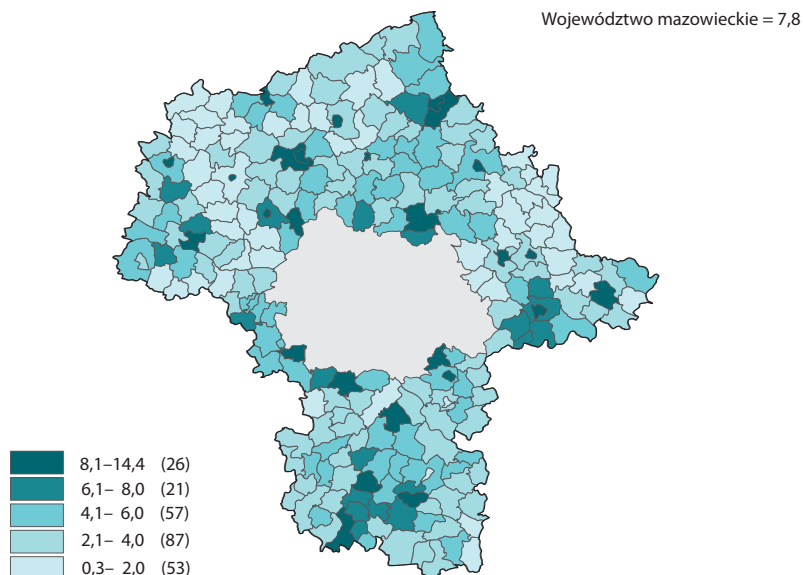 Województwo mazowieckie = 7,8
8,1–14,4 (26)
6,1– 8,0 (21)
4,1– 6,0 (57)
2,1– 4,0 (87)
0,3– 2,0 (53)